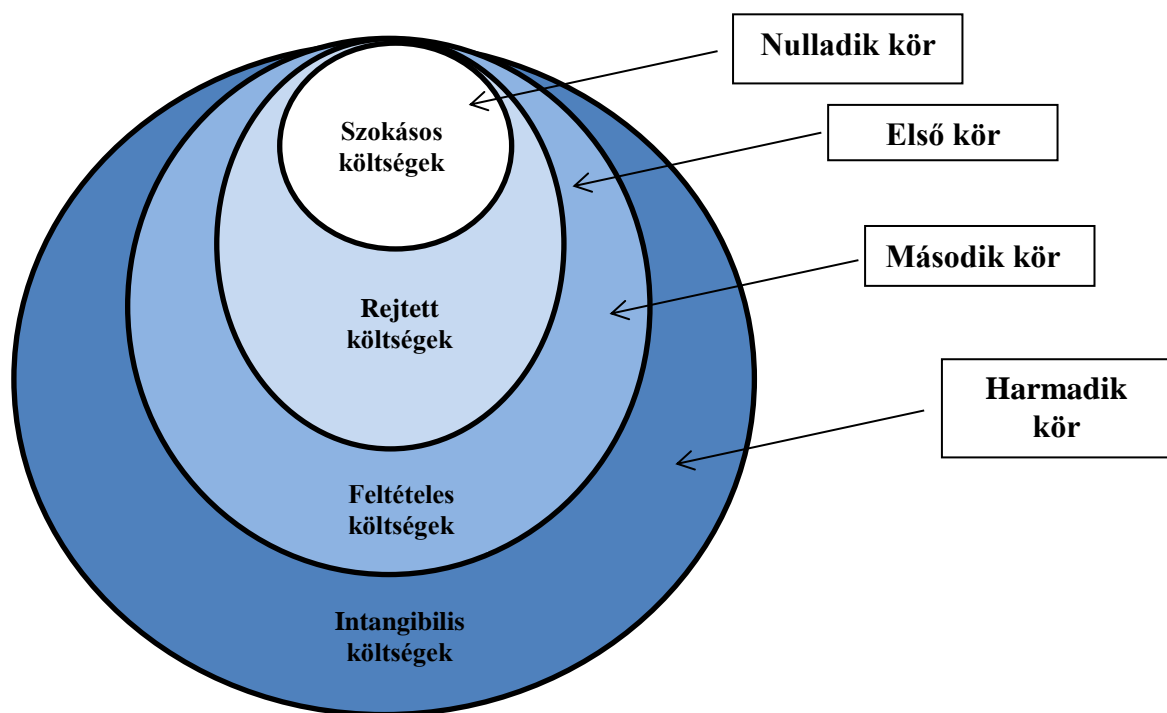 Nulladik kör
Szokásos
költségek
Első kör
Második kör
Rejtett
költségek
Harmadik
kör
Feltételes
költségek
Intangibilis
költségek